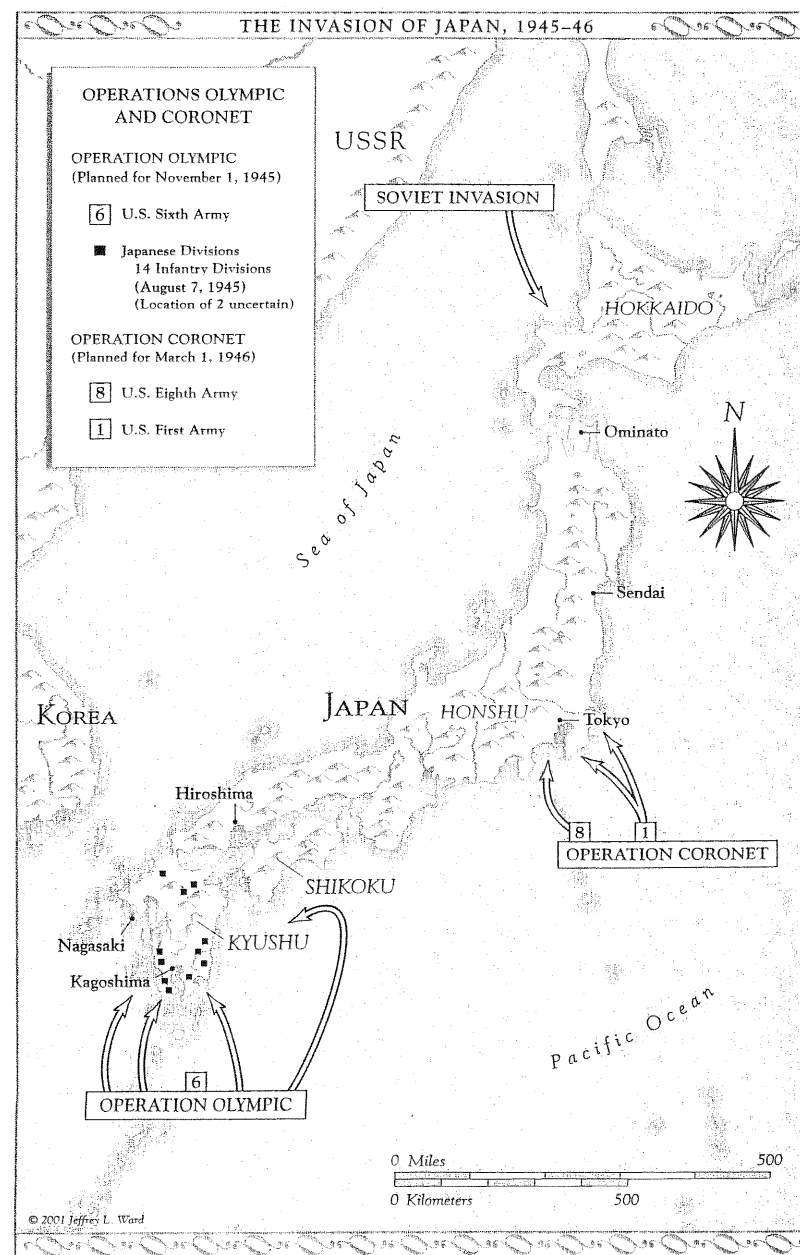 THE INVASION OF JAPAN, 1945–46
OPERATIONS OLYMPIC
AND CORONET
OPERATION OLYMPIC
(Planned for November 1, 1945)
6 U.S. Sixth Army
Japanese Divisions
14 Infantry Divisions
(August 7, 1945)
(Location of 2 uncertain)
OPERATION CORONET
(Planned for March 1, 1946)
8 U.S. Eighth Army
1 U.S. First Army
USSR
SOVIET INVASION
HOKKAIDO
N
Ominato
Sea of Japan
Sendai
KOREA
JAPAN
HONSHU
Tokyo
Hiroshima
8 1
OPERATION CORONET
SHIKOKU
Nagasaki
KYUSHU
Kagoshima
Pacific Ocean
6
OPERATION OLYMPIC
0 Miles 500
0 Kilometers 500
© 2001 Jeffrey L. Ward